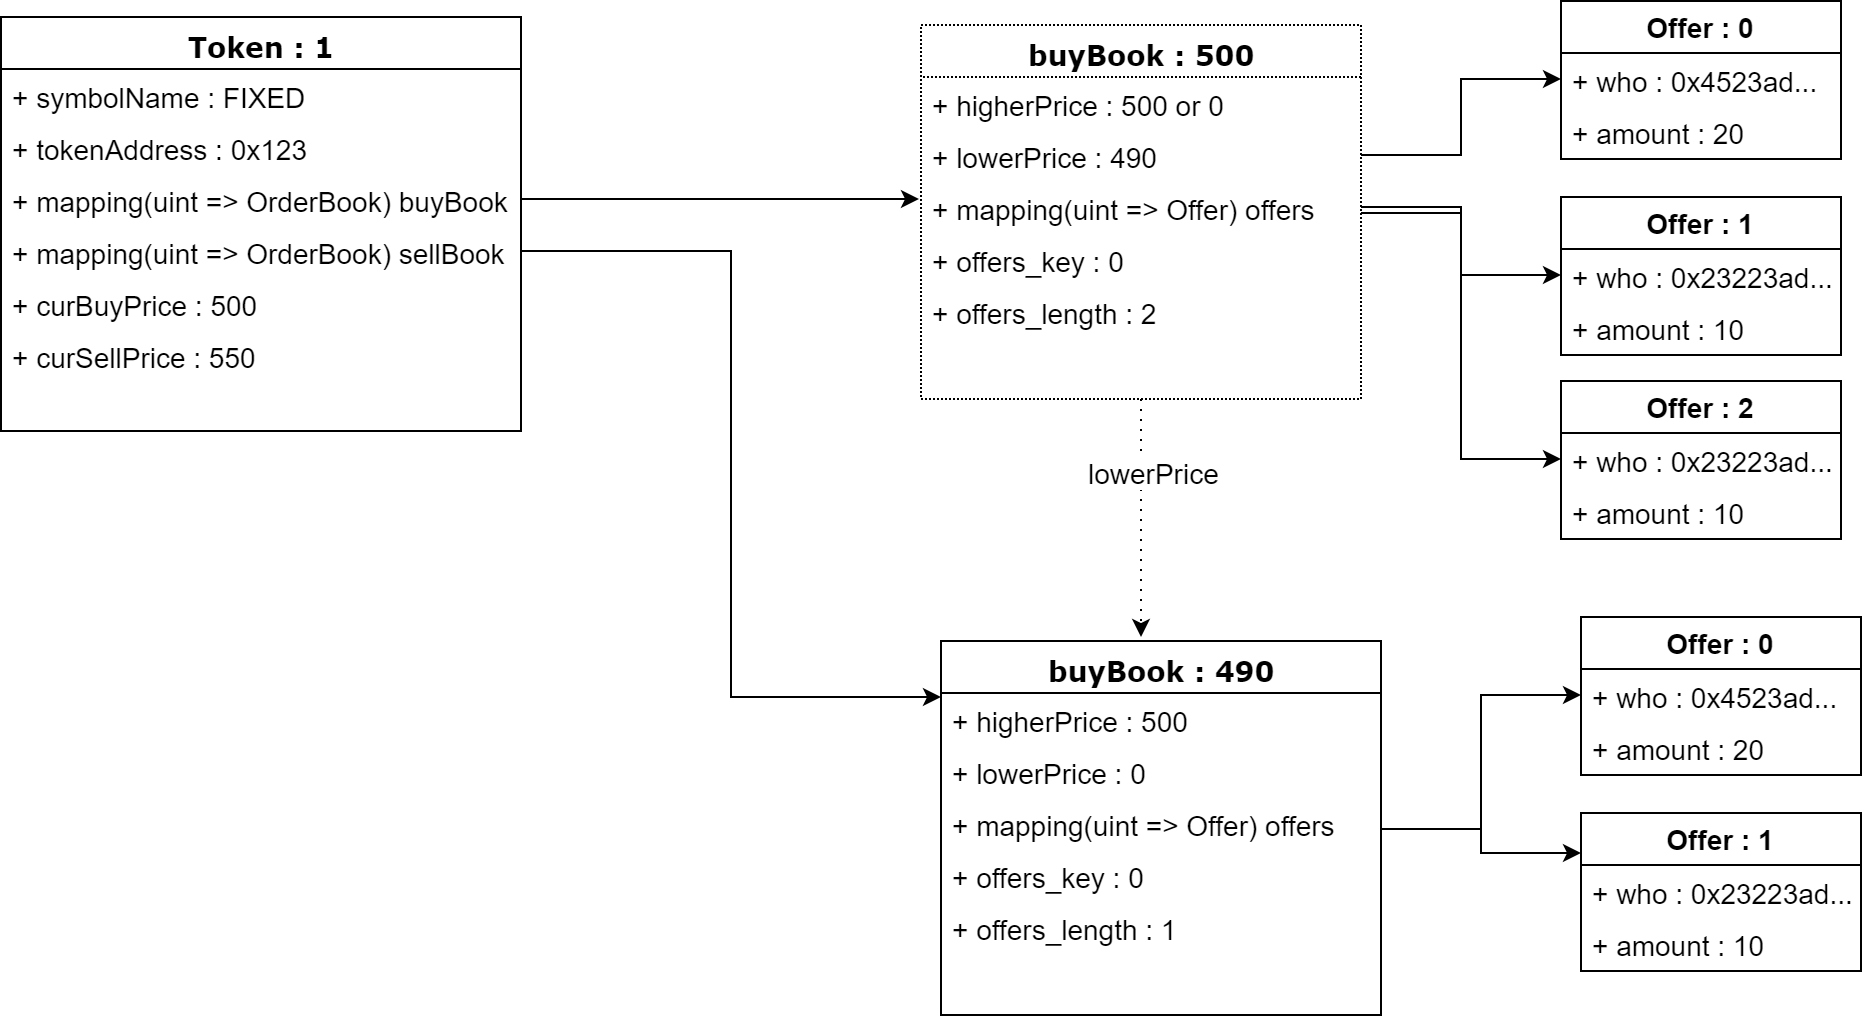 Token : 1
+ symbolName : FIXED
+ tokenAddress : 0x123
+ mapping(uint => OrderBook) buyBook
+ mapping(uint => OrderBook) sellBook
+ curBuyPrice : 500
+ curSellPrice : 550
buyBook : 500
+ higherPrice : 500 or 0
+ lowerPrice : 490
+ mapping(uint => Offer) offers
+ offers_key : 0
+ offers_length : 2
Offer : 0
+ who : 0x4523ad...
+ amount : 20
Offer : 1
+ who : 0x23223ad...
+ amount : 10
Offer : 2
+ who : 0x23223ad...
+ amount : 10
lowerPrice
buyBook : 490
+ higherPrice : 500
+ lowerPrice : 0
+ mapping(uint => Offer) offers
+ offers_key : 0
+ offers_length : 1
Offer : 0
+ who : 0x4523ad...
+ amount : 20
Offer : 1
+ who : 0x23223ad...
+ amount : 10